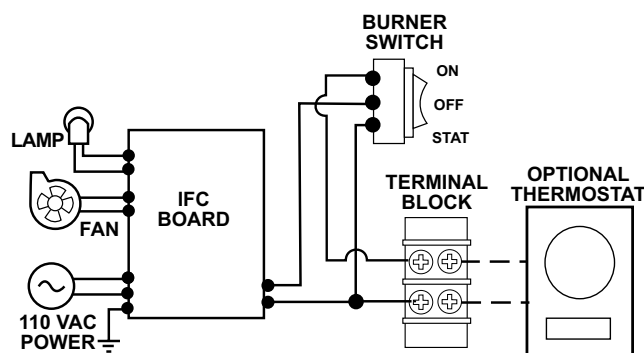 BURNER
SWITCH
ON
OFF
STAT
LAMP
FAN
IFC
BOARD
110 VAC
POWER
TERMINAL
BLOCK
OPTIONAL
THERMOSTAT